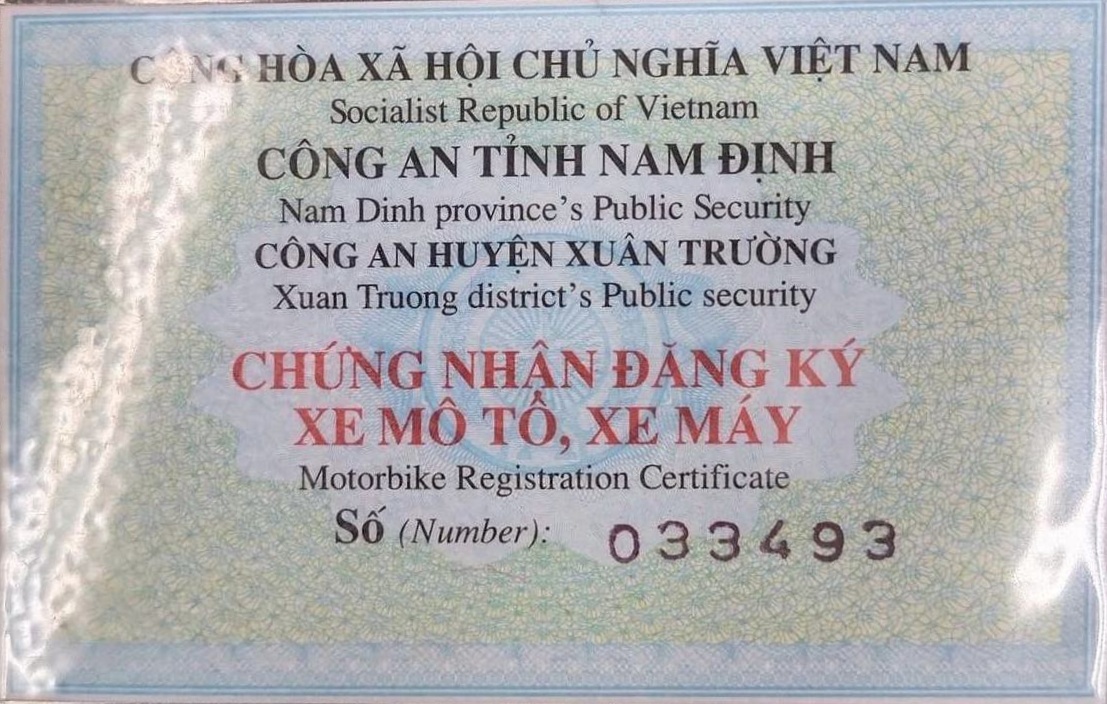 CÔNG HÒA XÃ HỘI CHỦ NGHĨA VIỆT NAM
Socialist Republic of Vietnam
CÔNG AN TỈNH NAM ĐỊNH
Nam Dinh province's Public Security
CÔNG AN HUYỆN XUÂN TRƯỜNG
Xuan Truong district's Public security
CHỨNG NHẬN ĐĂNG KÝ
XE MÔ TÔ, XE MÁY
Motorbike Registration Certificate
Số (Number): 033493